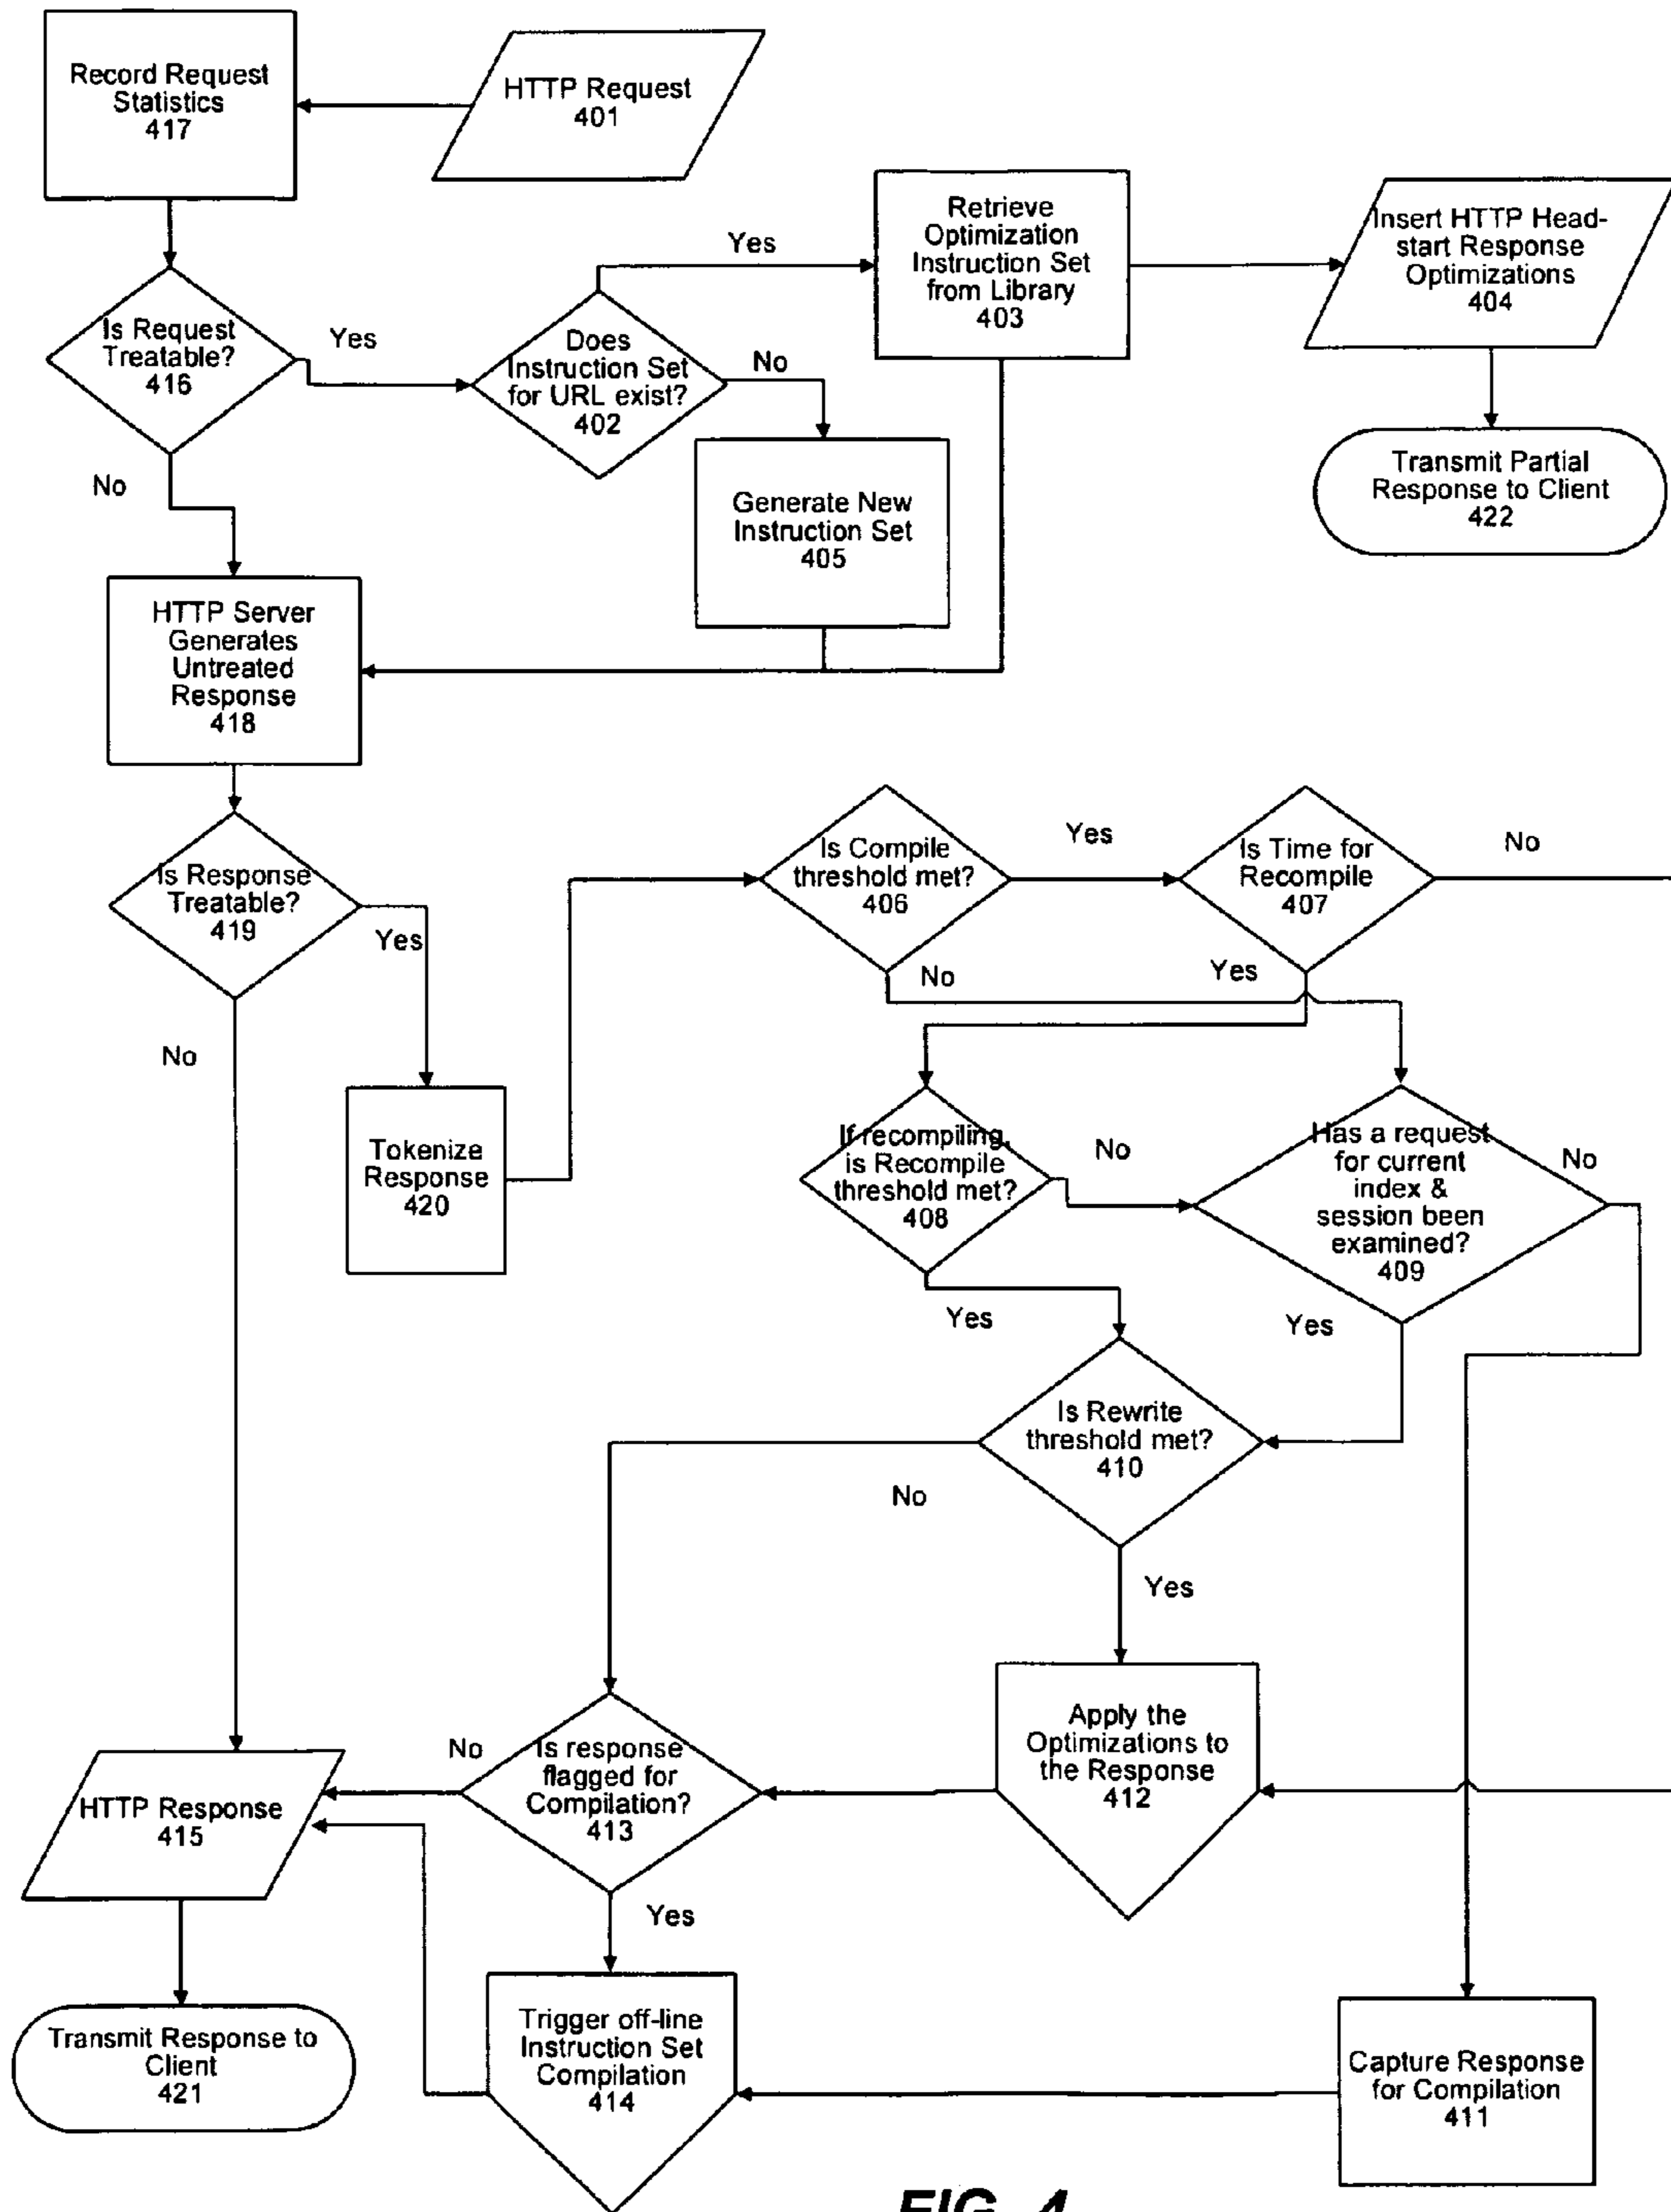 Record Request
Statistics
417
HTTP Request
401
Is Request
Treatable?
416
Yes
No
Does
Instruction Set
for URL exist?
402
Yes
No
Retrieve
Optimization
Instruction Set
from Library
403
Insert HTTP Head-
start Response
Optimizations
404
Transmit Partial
Response to Client
422
Generate New
Instruction Set
405
HTTP Server
Generates
Untreated
Response
418
Is Response
Treatable?
419
Yes
No
Tokenize
Response
420
Is Compile
threshold met?
406
Yes
No
Is Time for
Recompile
407
No
Yes
If recompiling,
is Recompile
threshold met?
408
No
Yes
Has a request
for current
index &
session been
examined?
409
No
Yes
Is Rewrite
threshold met?
410
No
Yes
Apply the
Optimizations to
the Response
412
Is response
flagged for
Compilation?
413
No
Yes
HTTP Response
415
Transmit Response to
Client
421
Trigger off-line
Instruction Set
Compilation
414
Capture Response
for Compilation
411
FIG. 4